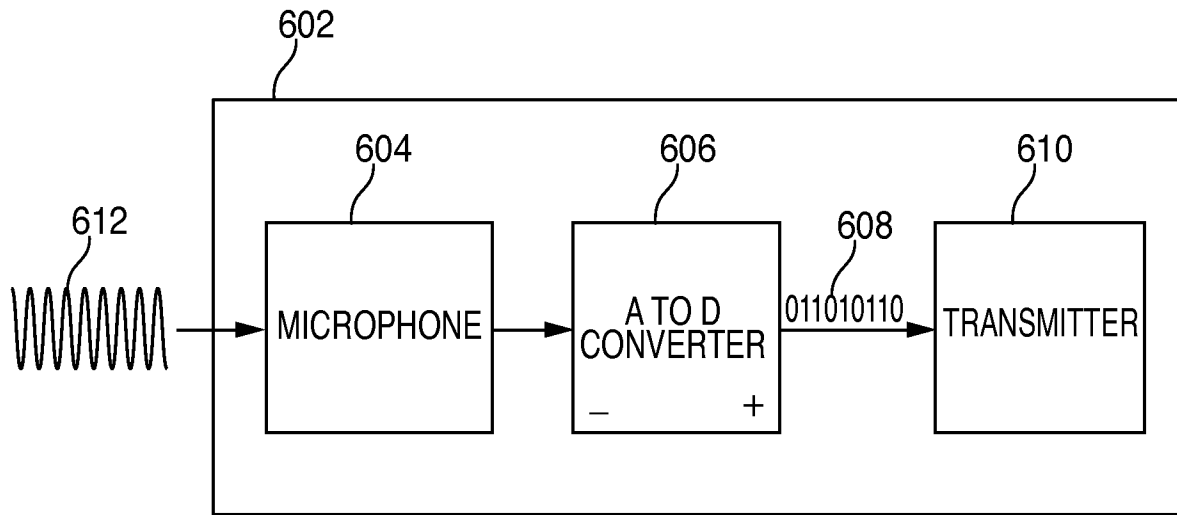 602
604
606
610
612
608
011010110
MICROPHONE
A TO D
CONVERTER
TRANSMITTER
– +